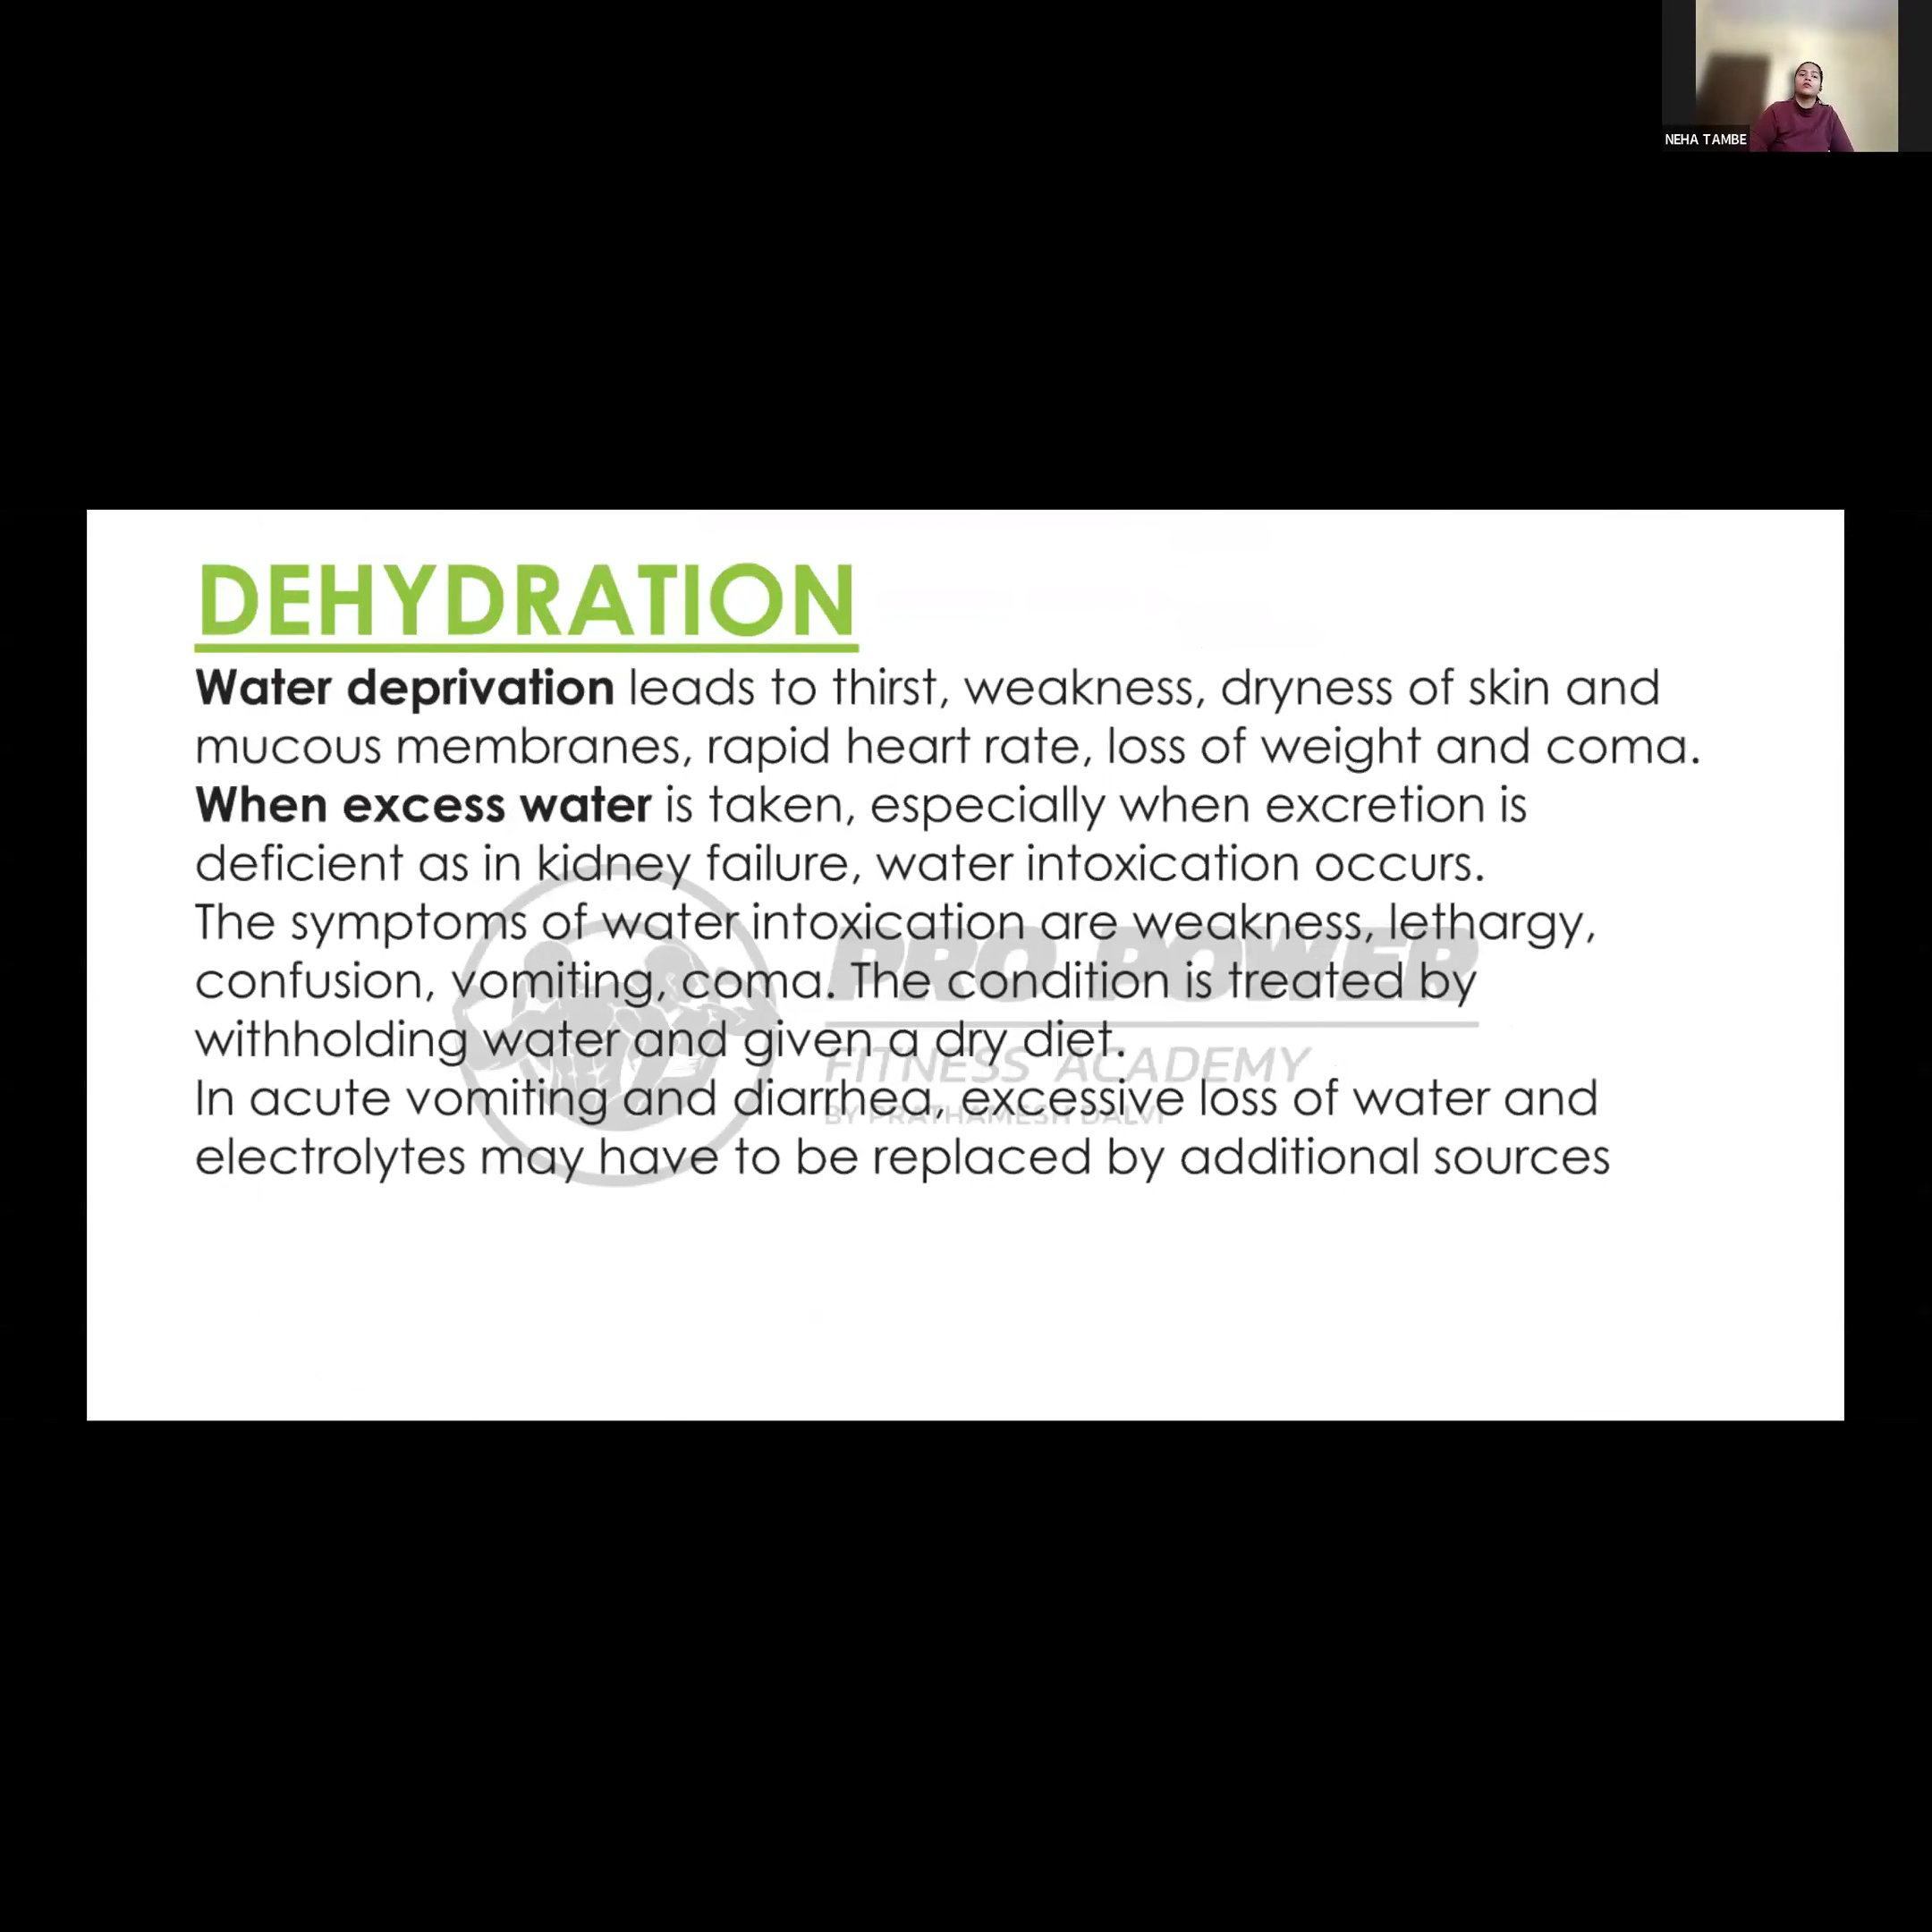 NEHA TAMBE
DEHYDRATION
Water deprivation leads to thirst, weakness, dryness of skin and
mucous membranes, rapid heart rate, loss of weight and coma.
When excess water is taken, especially when excretion is
deficient as in kidney failure, water intoxication occurs.
The symptoms of water intoxication are weakness, lethargy,
confusion, vomiting, coma. The condition is treated by
withholding water and given a dry diet.
In acute vomiting and diarrhea, excessive loss of water and
electrolytes may have to be replaced by additional sources
PRO POWER
FITNESS ACADEMY
BY PRATHAMESH DALVI